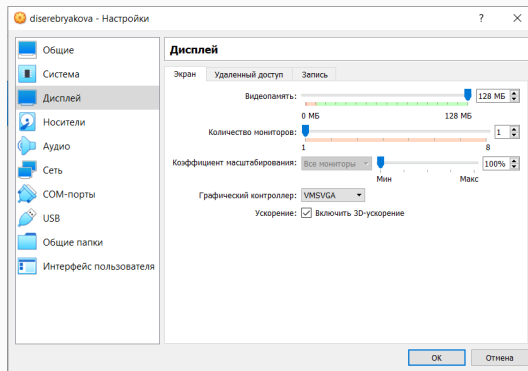 diserebryakova - Настройки
Общие
Система
Дисплей
Носители
Аудио
Сеть
COM-порты
USB
Общие папки
Интерфейс пользователя
Дисплей
Экран Удаленный доступ Запись
Видеопамять: 128 МБ
0 МБ 128 МБ
Количество мониторов: 1
1 8
Коэффициент масштабирования: Все мониторы 100%
Мин Макс
Графический контроллер: VMSVGA
Ускорение: Включить 3D-ускорение
OK Отмена